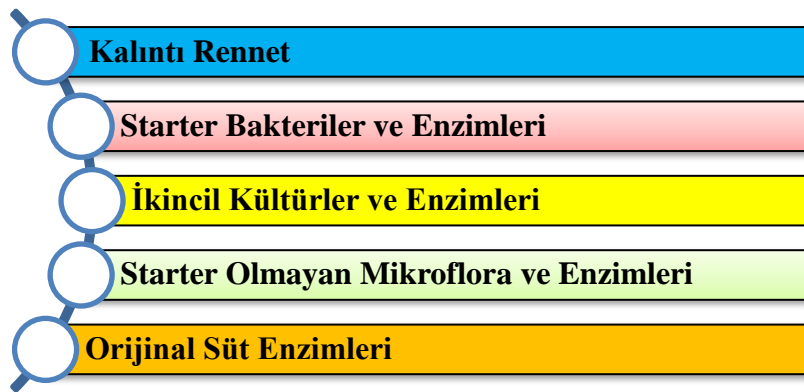 Kalıntı Rennet
Starter Bakteriler ve Enzimleri
İkincil Kültürler ve Enzimleri
Starter Olmayan Mikroflora ve Enzimleri
Orijinal Süt Enzimleri